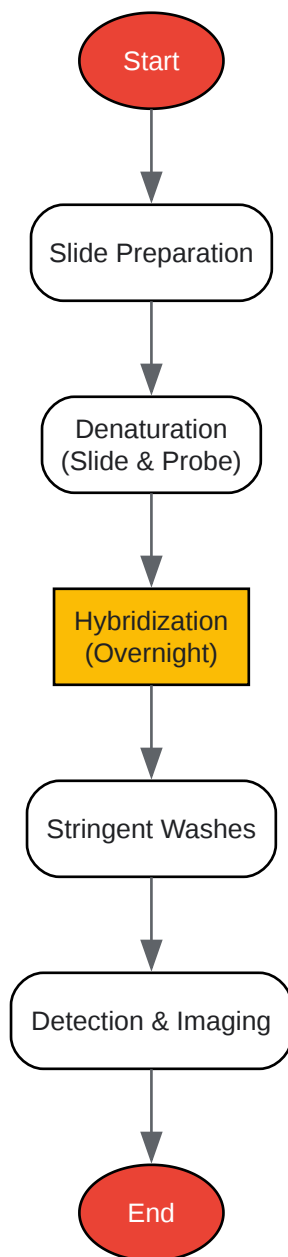 Start
Slide Preparation
Denaturation
(Slide & Probe)
Hybridization
(Overnight)
Stringent Washes
Detection & Imaging
End